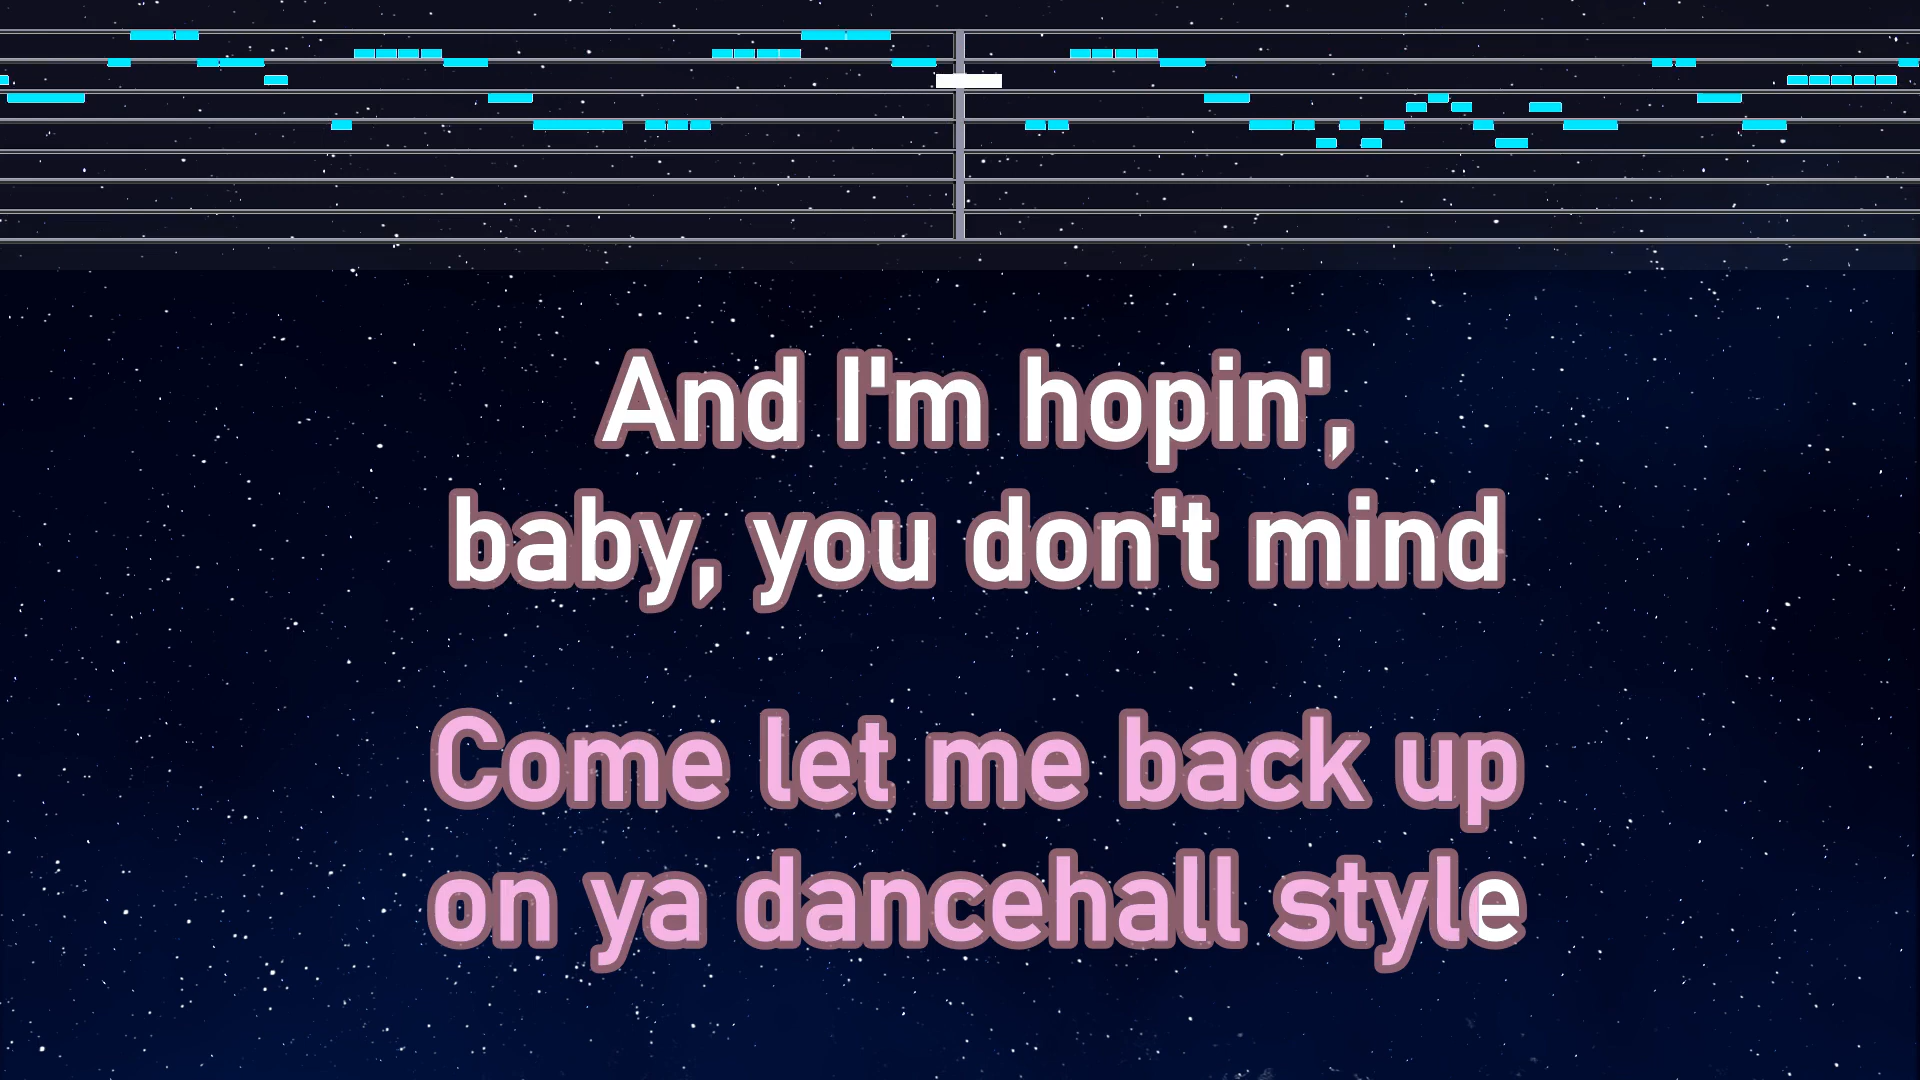 And I'm hopin',
baby, you don't mind
Come let me back up
on ya dancehall style